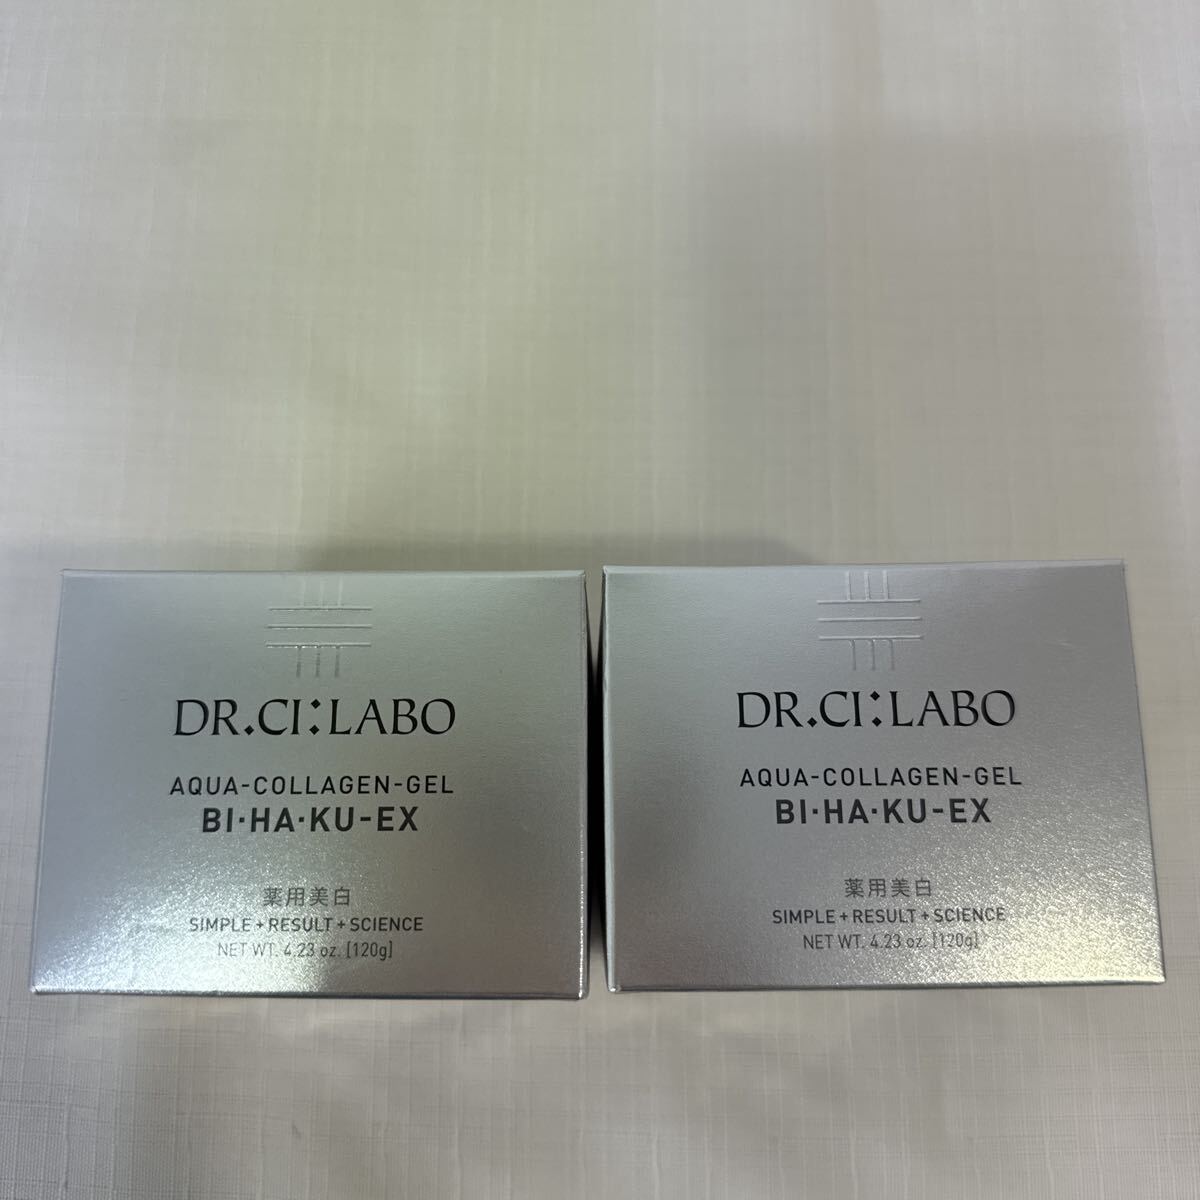 DR.CI:LABO
AQUA-COLLAGEN-GEL
BI·HA·KU-EX
薬用美白
SIMPLE+RESULT+SCIENCE
NET WT. 4.23 oz. [120g]
DR.CI:LABO
AQUA-COLLAGEN-GEL
BI·HA·KU-EX
薬用美白
SIMPLE+RESULT+SCIENCE
NET WT. 4.23 oz. [120g]